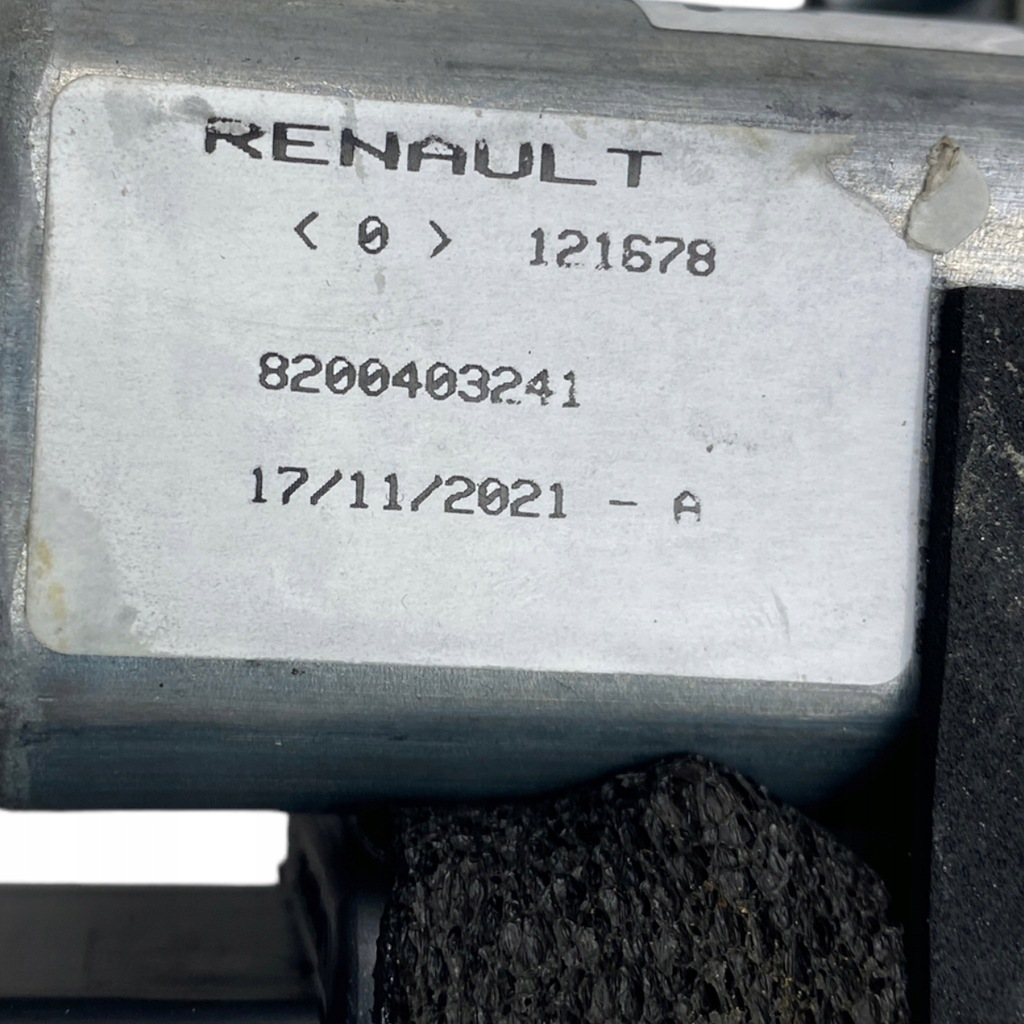 RENAULT
< 0 > 121678
8200403241
17/11/2021 - A